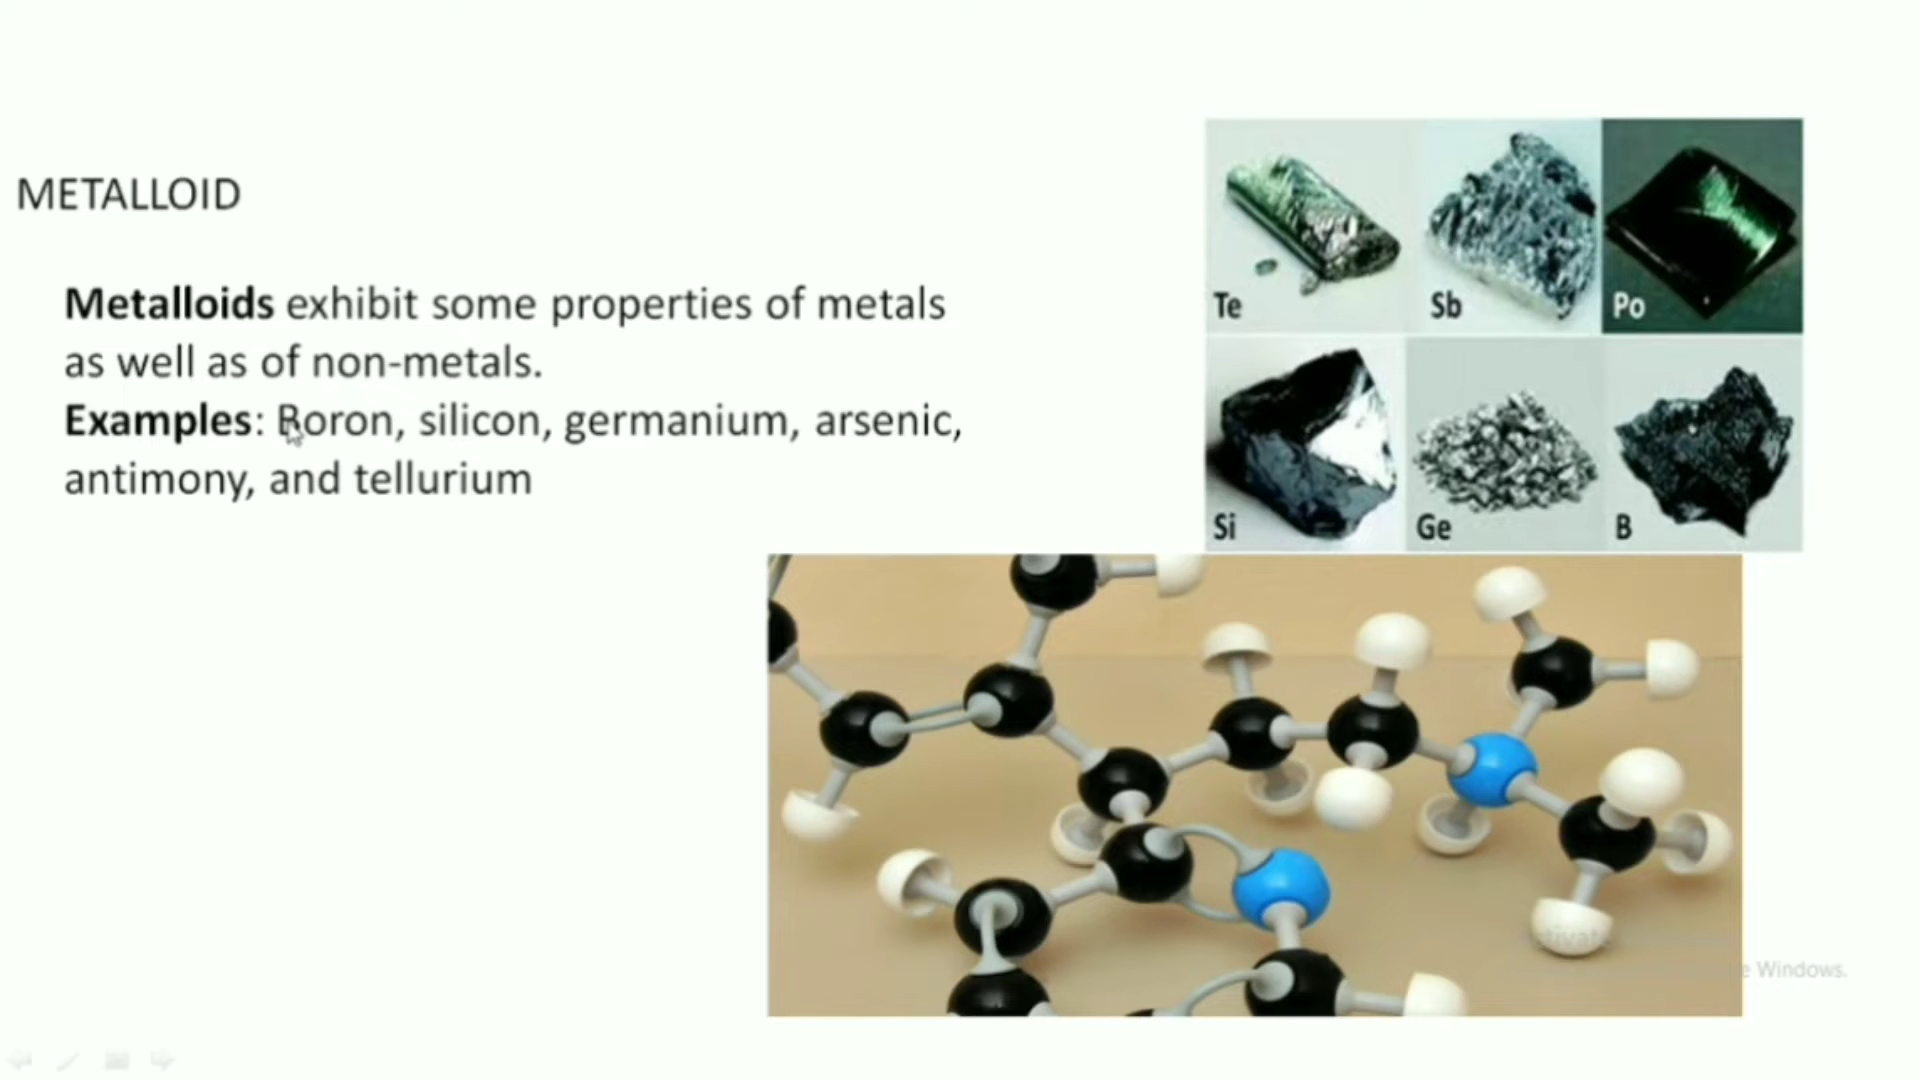 METALLOID
Metalloids exhibit some properties of metals
as well as of non-metals.
Examples: Boron, silicon, germanium, arsenic,
antimony, and tellurium
Te
Sb
Po
Si
Ge
B
Windows.